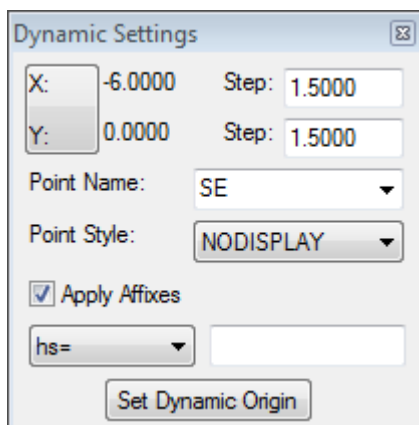 Dynamic Settings
X: -6.0000 Step: 1.5000
Y: 0.0000 Step: 1.5000
Point Name: SE
Point Style: NODISPLAY
Apply Affixes
hs=
Set Dynamic Origin